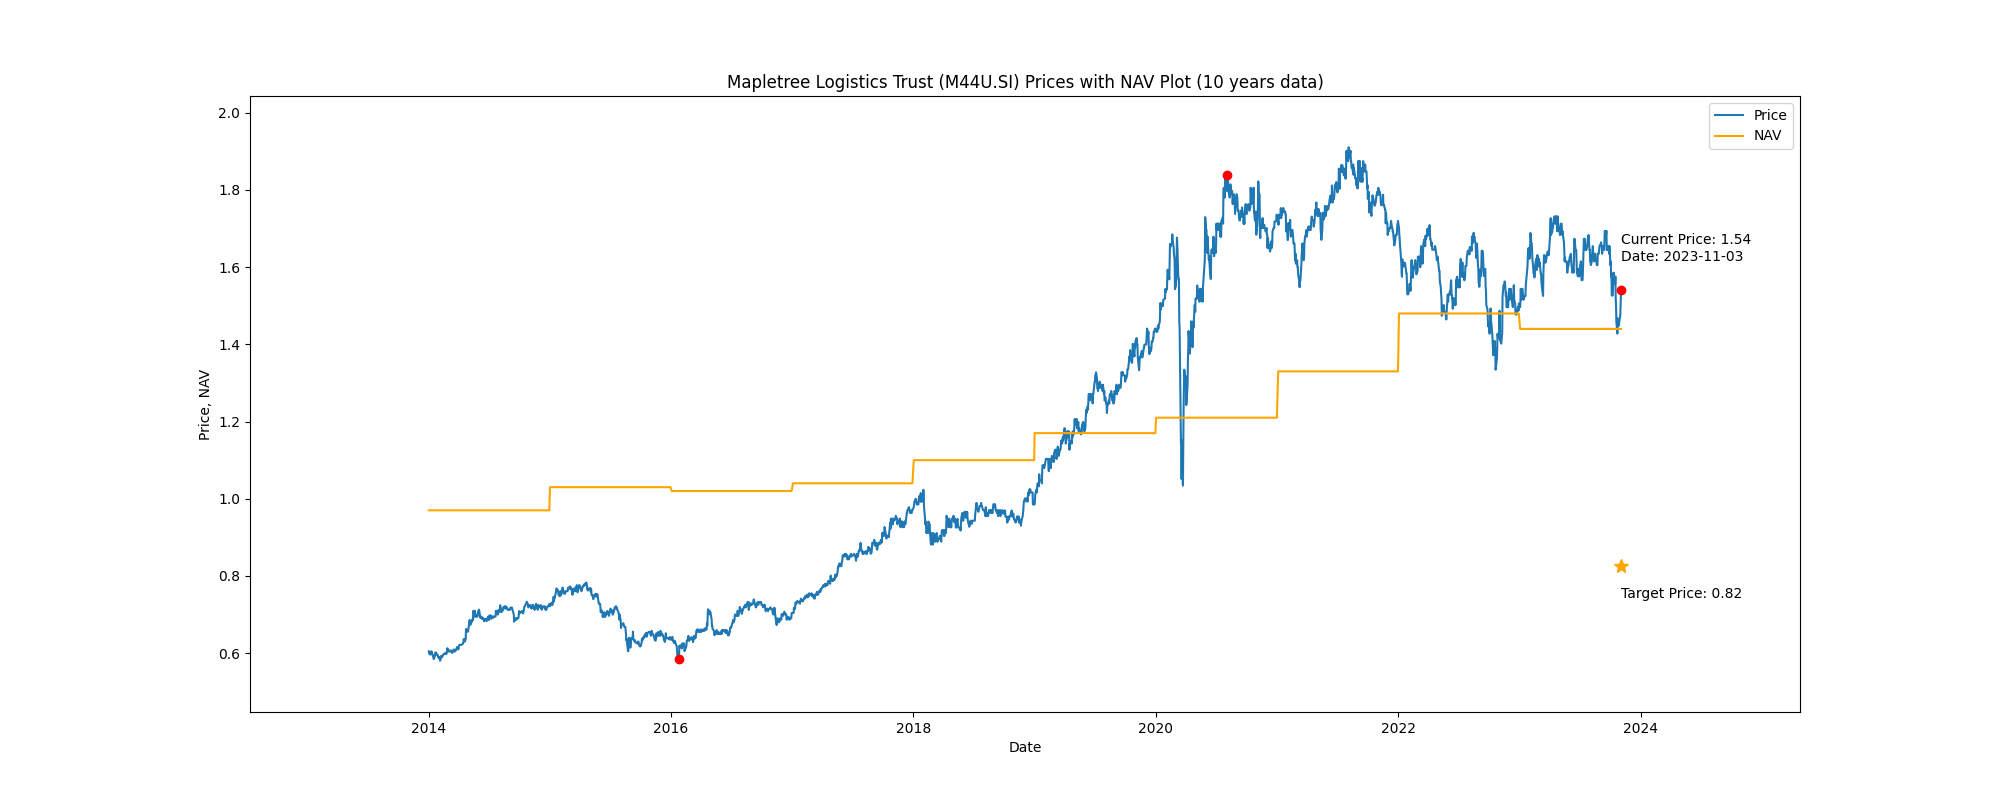 Mapletree Logistics Trust (M44U.SI) Prices with NAV Plot (10 years data)
2.0
1.8
1.6
1.4
1.2
1.0
0.8
0.6
Price, NAV
Price
NAV
Current Price: 1.54
Date: 2023-11-03
Target Price: 0.82
2014
2016
2018
2020
2022
2024
Date